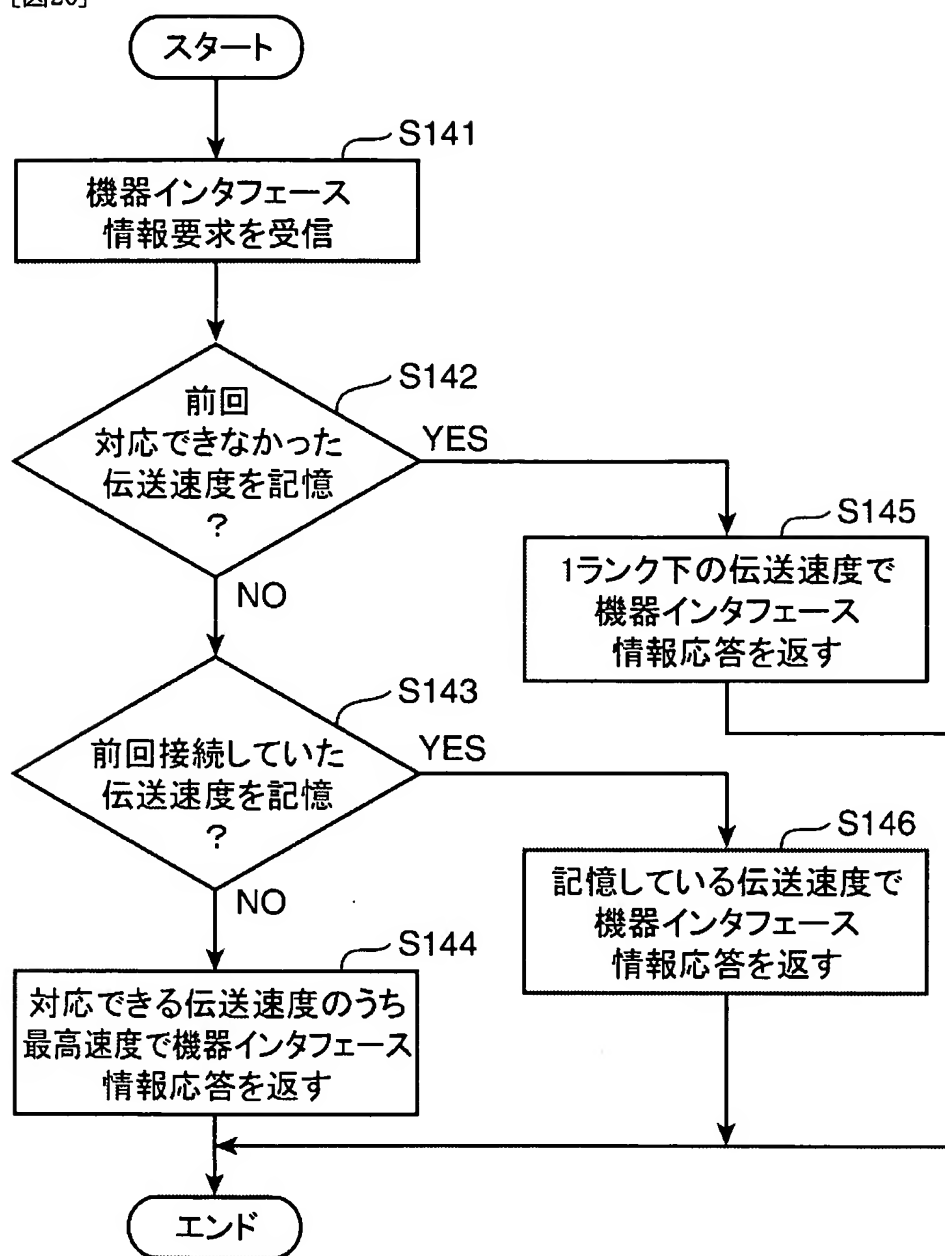 [図20]
スタート
S141
機器インタフェース
情報要求を受信
S142
前回
対応できなかった
伝送速度を記憶
?
YES
NO
S145
1ランク下の伝送速度で
機器インタフェース
情報応答を返す
S143
前回接続していた
伝送速度を記憶
?
YES
NO
S146
記憶している伝送速度で
機器インタフェース
情報応答を返す
S144
対応できる伝送速度のうち
最高速度で機器インタフェース
情報応答を返す
エンド